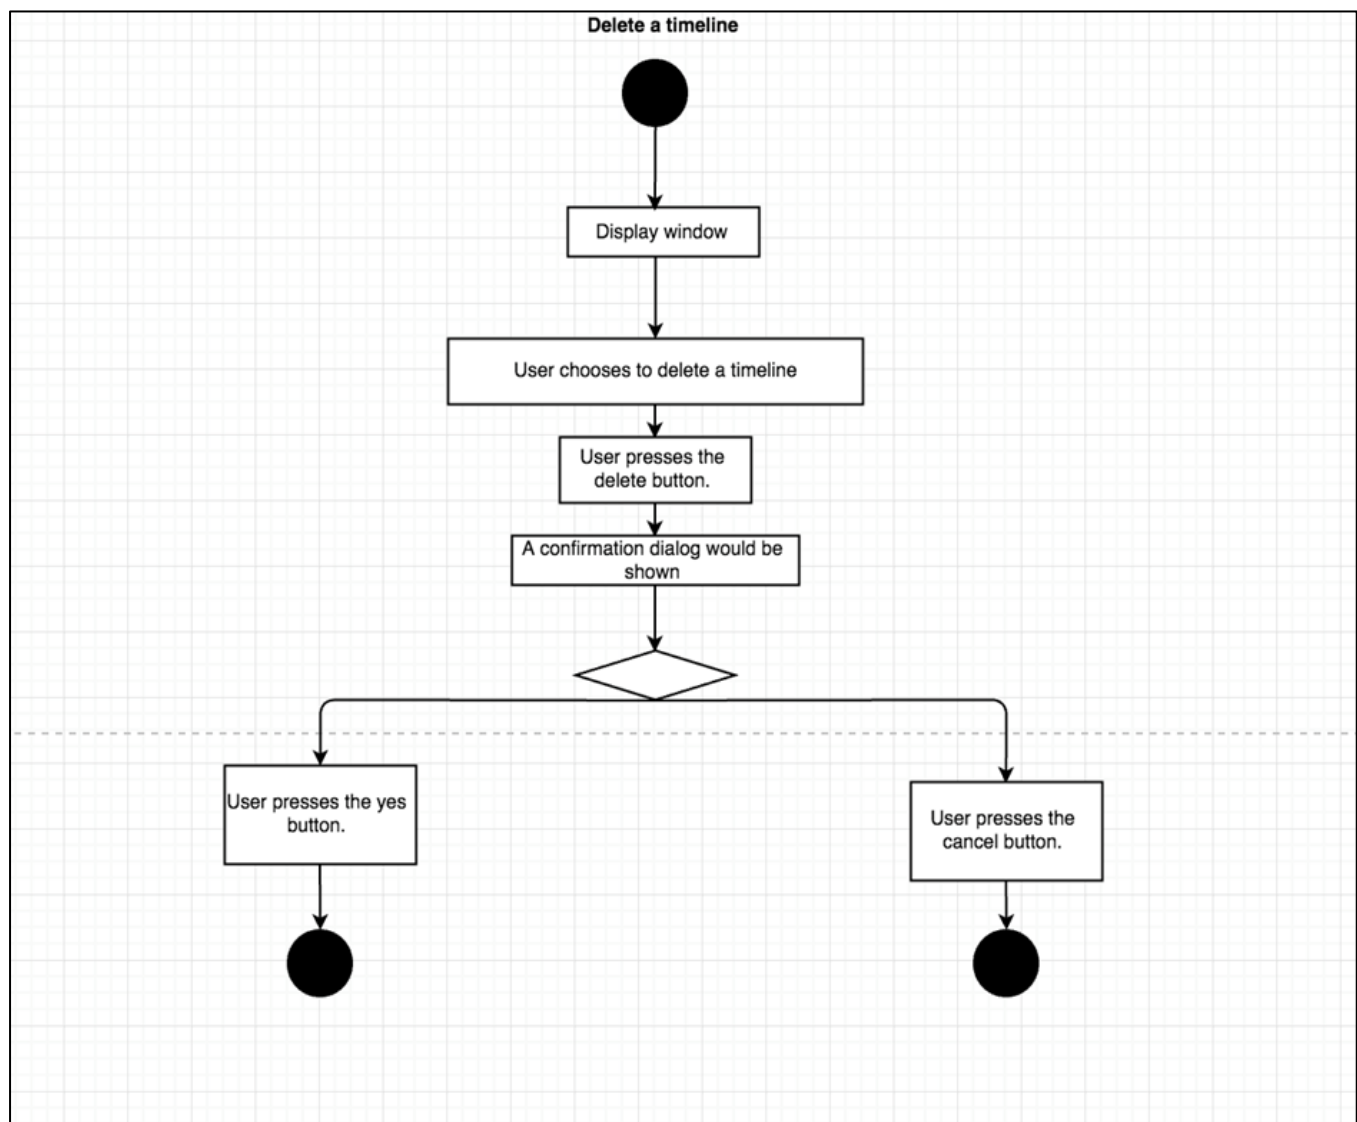 Delete a timeline
Display window
User chooses to delete a timeline
User presses the
delete button.
A confirmation dialog would be
shown
User presses the yes
button.
User presses the
cancel button.